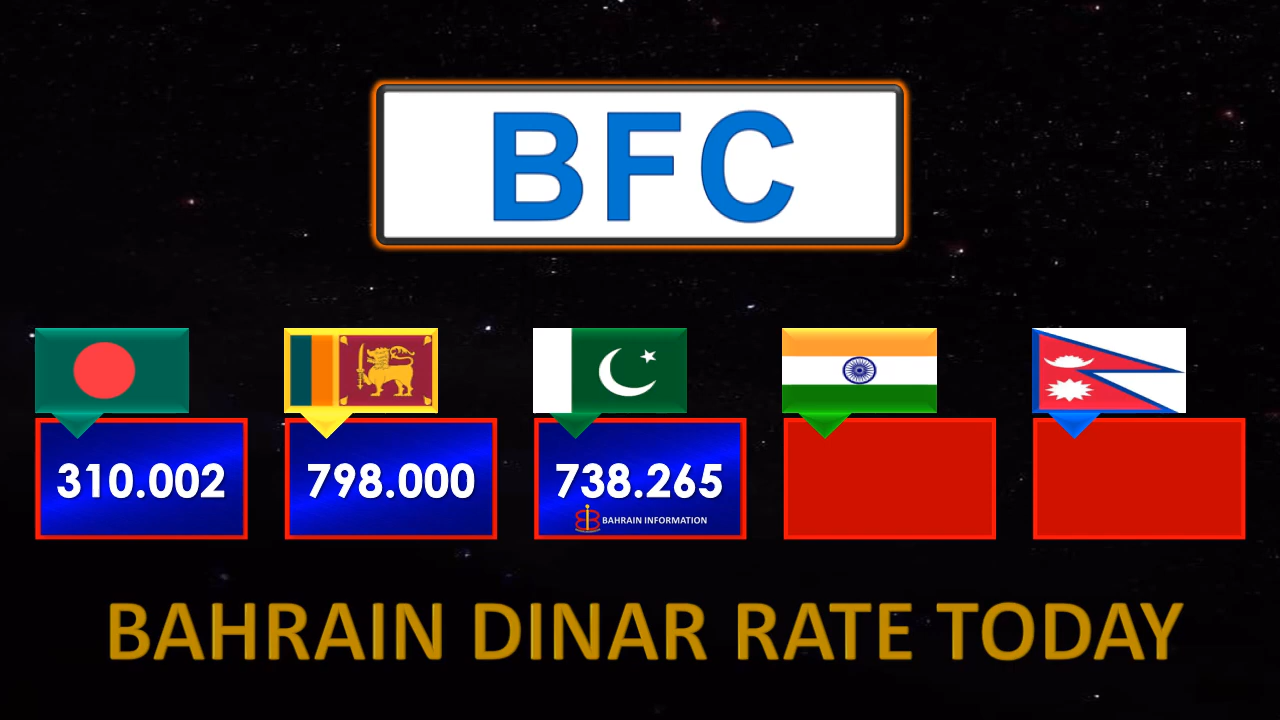 BFC
310.002
798.000
738.265
BAHRAIN INFORMATION
BAHRAIN DINAR RATE TODAY